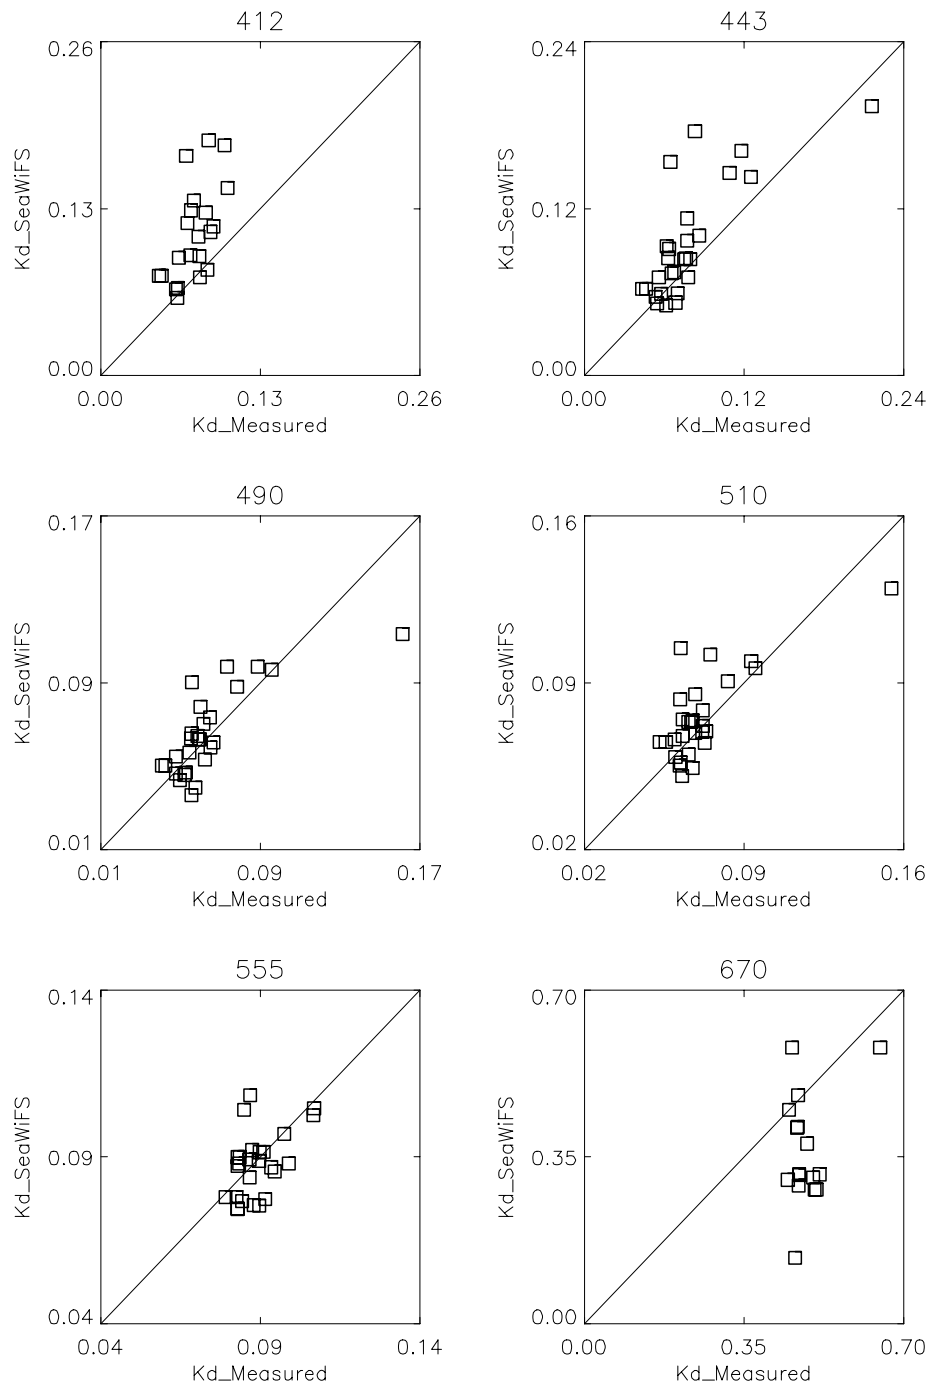 412
443
0.26
0.13
0.00
Kd_SeaWiFS
0.00 0.13 0.26
Kd_Measured
0.24
0.12
0.00
Kd_SeaWiFS
0.00 0.12 0.24
Kd_Measured
490
510
0.17
0.09
0.01
Kd_SeaWiFS
0.01 0.09 0.17
Kd_Measured
0.16
0.09
0.02
Kd_SeaWiFS
0.02 0.09 0.16
Kd_Measured
555
670
0.14
0.09
0.04
Kd_SeaWiFS
0.04 0.09 0.14
Kd_Measured
0.70
0.35
0.00
Kd_SeaWiFS
0.00 0.35 0.70
Kd_Measured